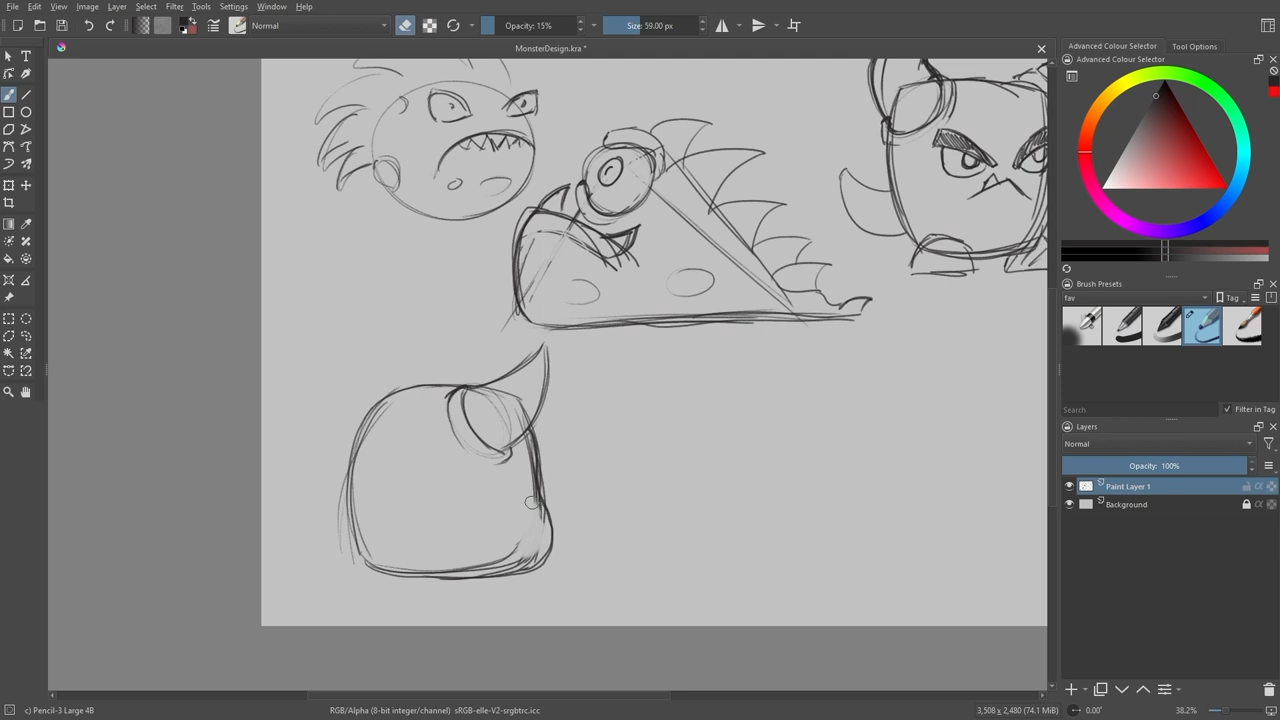 File Edit View Image Layer Select Filter Tools Settings Window Help
Normal Opacity: 15% Size: 59.00 px
MonsterDesign.kra *
Advanced Colour Selector Tool Options
Advanced Colour Selector
Brush Presets
fav Tag
Search Filter in Tag
Layers
Normal
Opacity: 100%
Paint Layer 1
Background
c) Pencil-3 Large 4B RGB/Alpha (8-bit integer/channel) sRGB-elle-V2-srgbtrc.icc 3,508 x 2,480 (74.1 MiB) 0.00° 38.2%